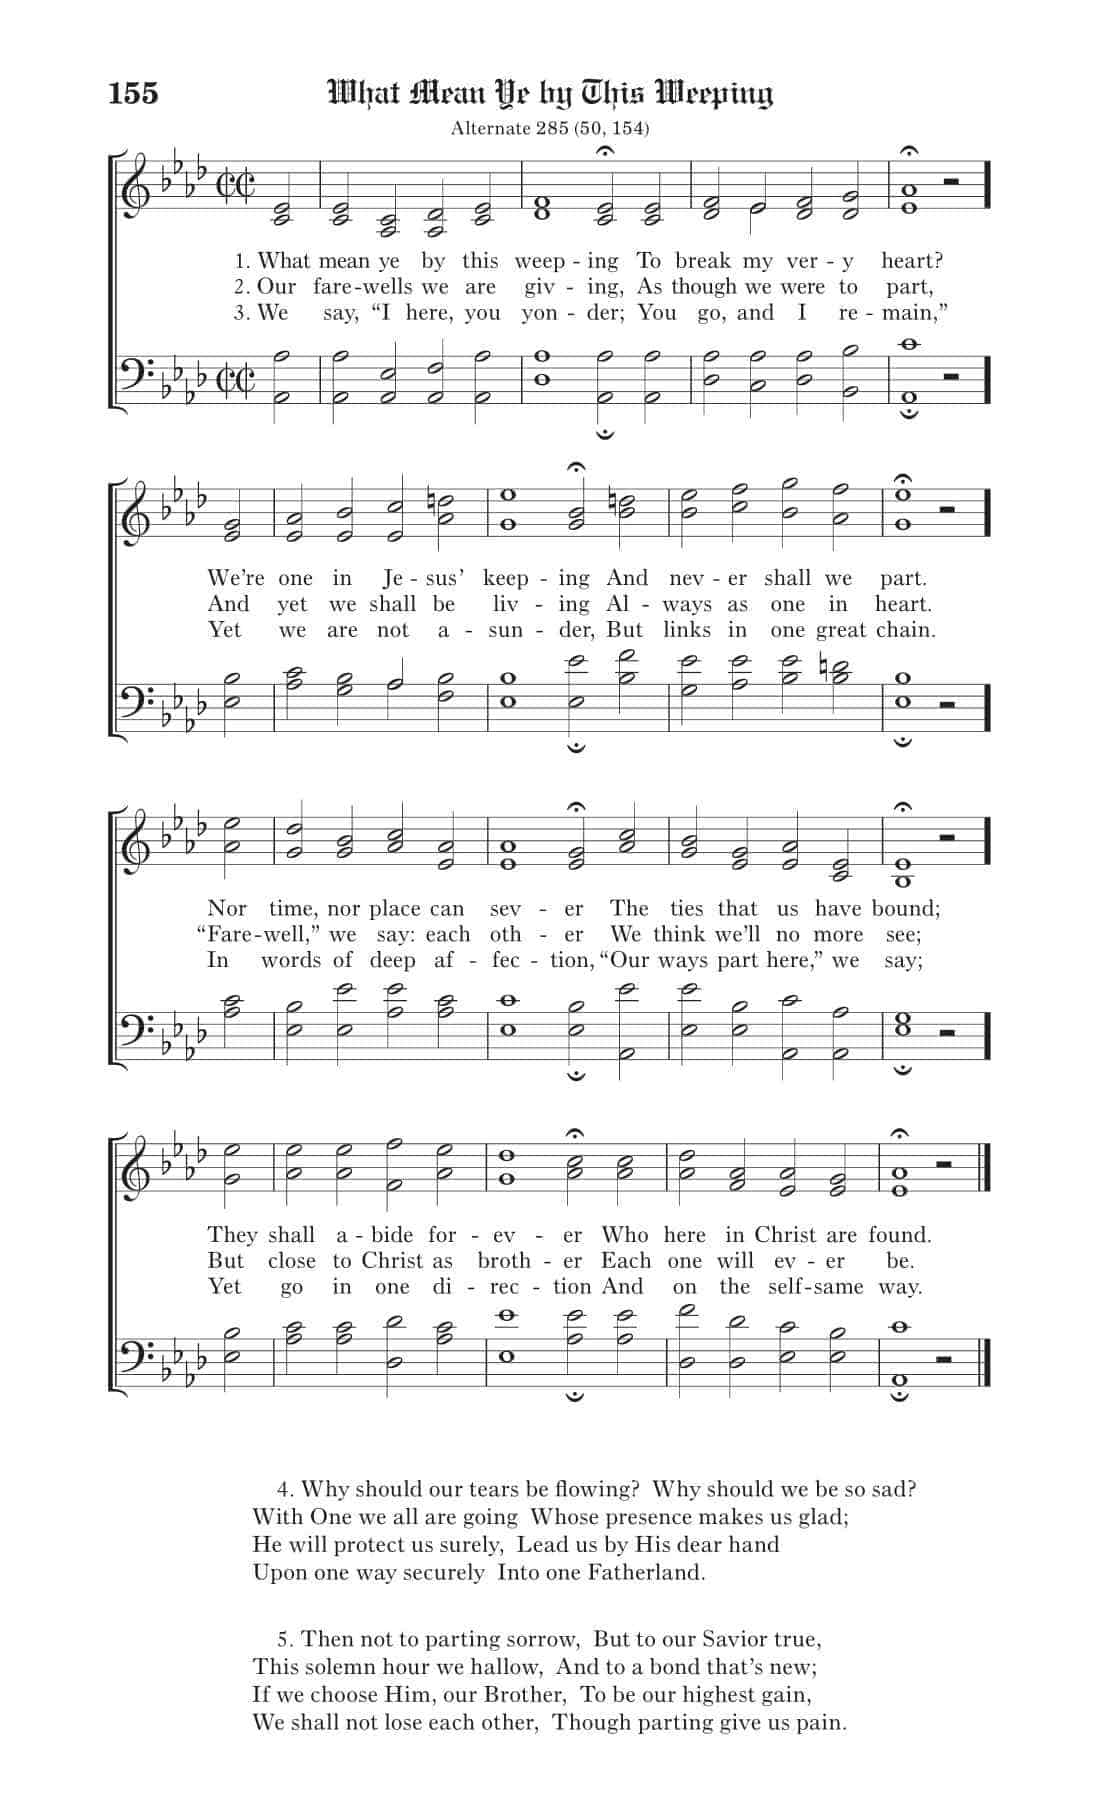 155 What Mean Ye by This Weeping
Alternate 285 (50, 154)
1. What mean ye by this weep - ing To break my ver - y heart?
2. Our fare-wells we are giv - ing, As though we were to part,
3. We say, “I here, you yon - der; You go, and I re - main,”
We’re one in Je - sus’ keep - ing And nev - er shall we part.
And yet we shall be liv - ing Al - ways as one in heart.
Yet we are not a - sun - der, But links in one great chain.
Nor time, nor place can sev - er The ties that us have bound;
“Fare-well,” we say: each oth - er We think we’ll no more see;
In words of deep af - fec - tion, “Our ways part here,” we say;
They shall a - bide for - ev - er Who here in Christ are found.
But close to Christ as broth - er Each one will ev - er be.
Yet go in one di - rec - tion And on the self-same way.
4. Why should our tears be flowing? Why should we be so sad?
With One we all are going Whose presence makes us glad;
He will protect us surely, Lead us by His dear hand
Upon one way securely Into one Fatherland.
5. Then not to parting sorrow, But to our Savior true,
This solemn hour we hallow, And to a bond that’s new;
If we choose Him, our Brother, To be our highest gain,
We shall not lose each other, Though parting give us pain.